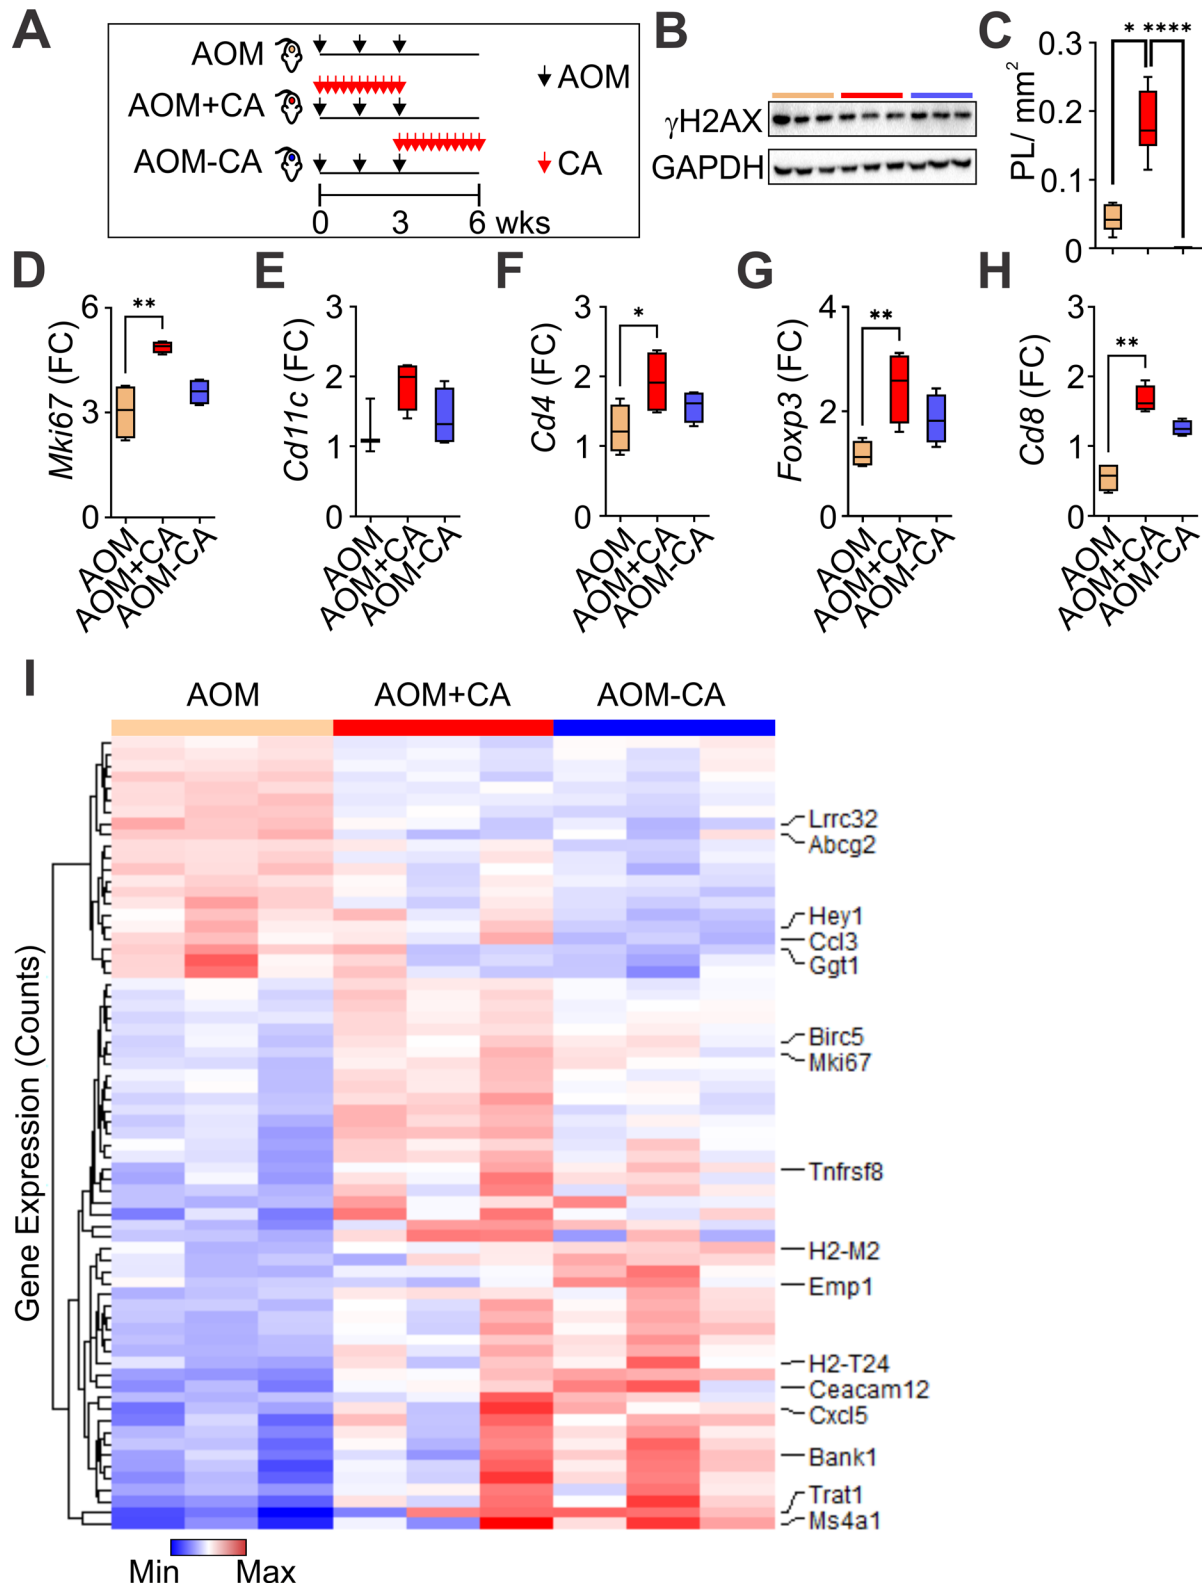 A
AOM
AOM+CA
AOM-CA
AOM
CA
0 3 6 wks
B
γH2AX
GAPDH
C
* ****
PL/ mm²
0.3
0.2
0.1
0
D
Mki67 (FC)
6
3
0
**
AOM
AOM+CA
AOM-CA
E
Cd11c (FC)
3
2
1
0
AOM
AOM+CA
AOM-CA
F
Cd4 (FC)
3
2
1
0
*
AOM
AOM+CA
AOM-CA
G
Foxp3 (FC)
4
2
0
**
AOM
AOM+CA
AOM-CA
H
Cd8 (FC)
3
2
1
0
**
AOM
AOM+CA
AOM-CA
I
AOM AOM+CA AOM-CA
Gene Expression (Counts)
Lrrc32
Abcg2
Hey1
Ccl3
Ggt1
Birc5
Mki67
Tnfrsf8
H2-M2
Emp1
H2-T24
Ceacam12
Cxcl5
Bank1
Trat1
Ms4a1
Min Max